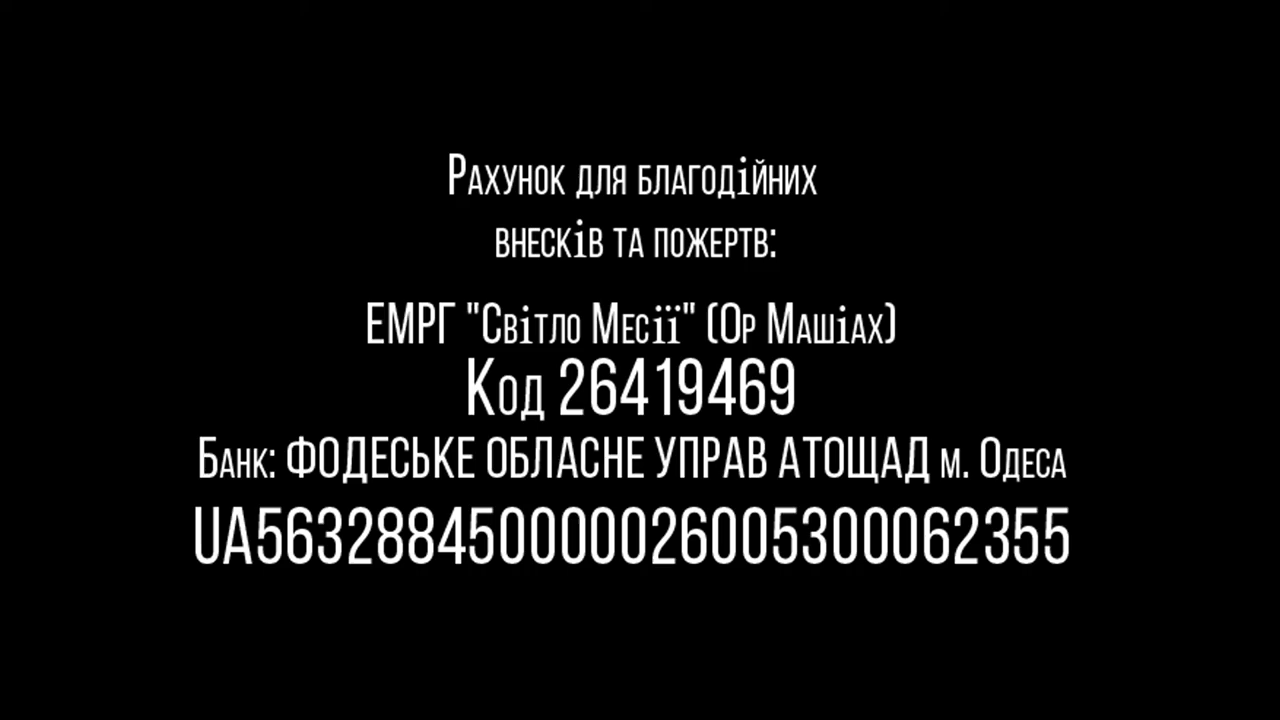 Рахунок для благодійних
внесків та пожертв:
ЕМРГ "Світло Месії" (Ор Машіах)
Код 26419469
Банк: ФОДЕСЬКЕ ОБЛАСНЕ УПРАВ АТОЩАД м. Одеса
UA563288450000026005300062355